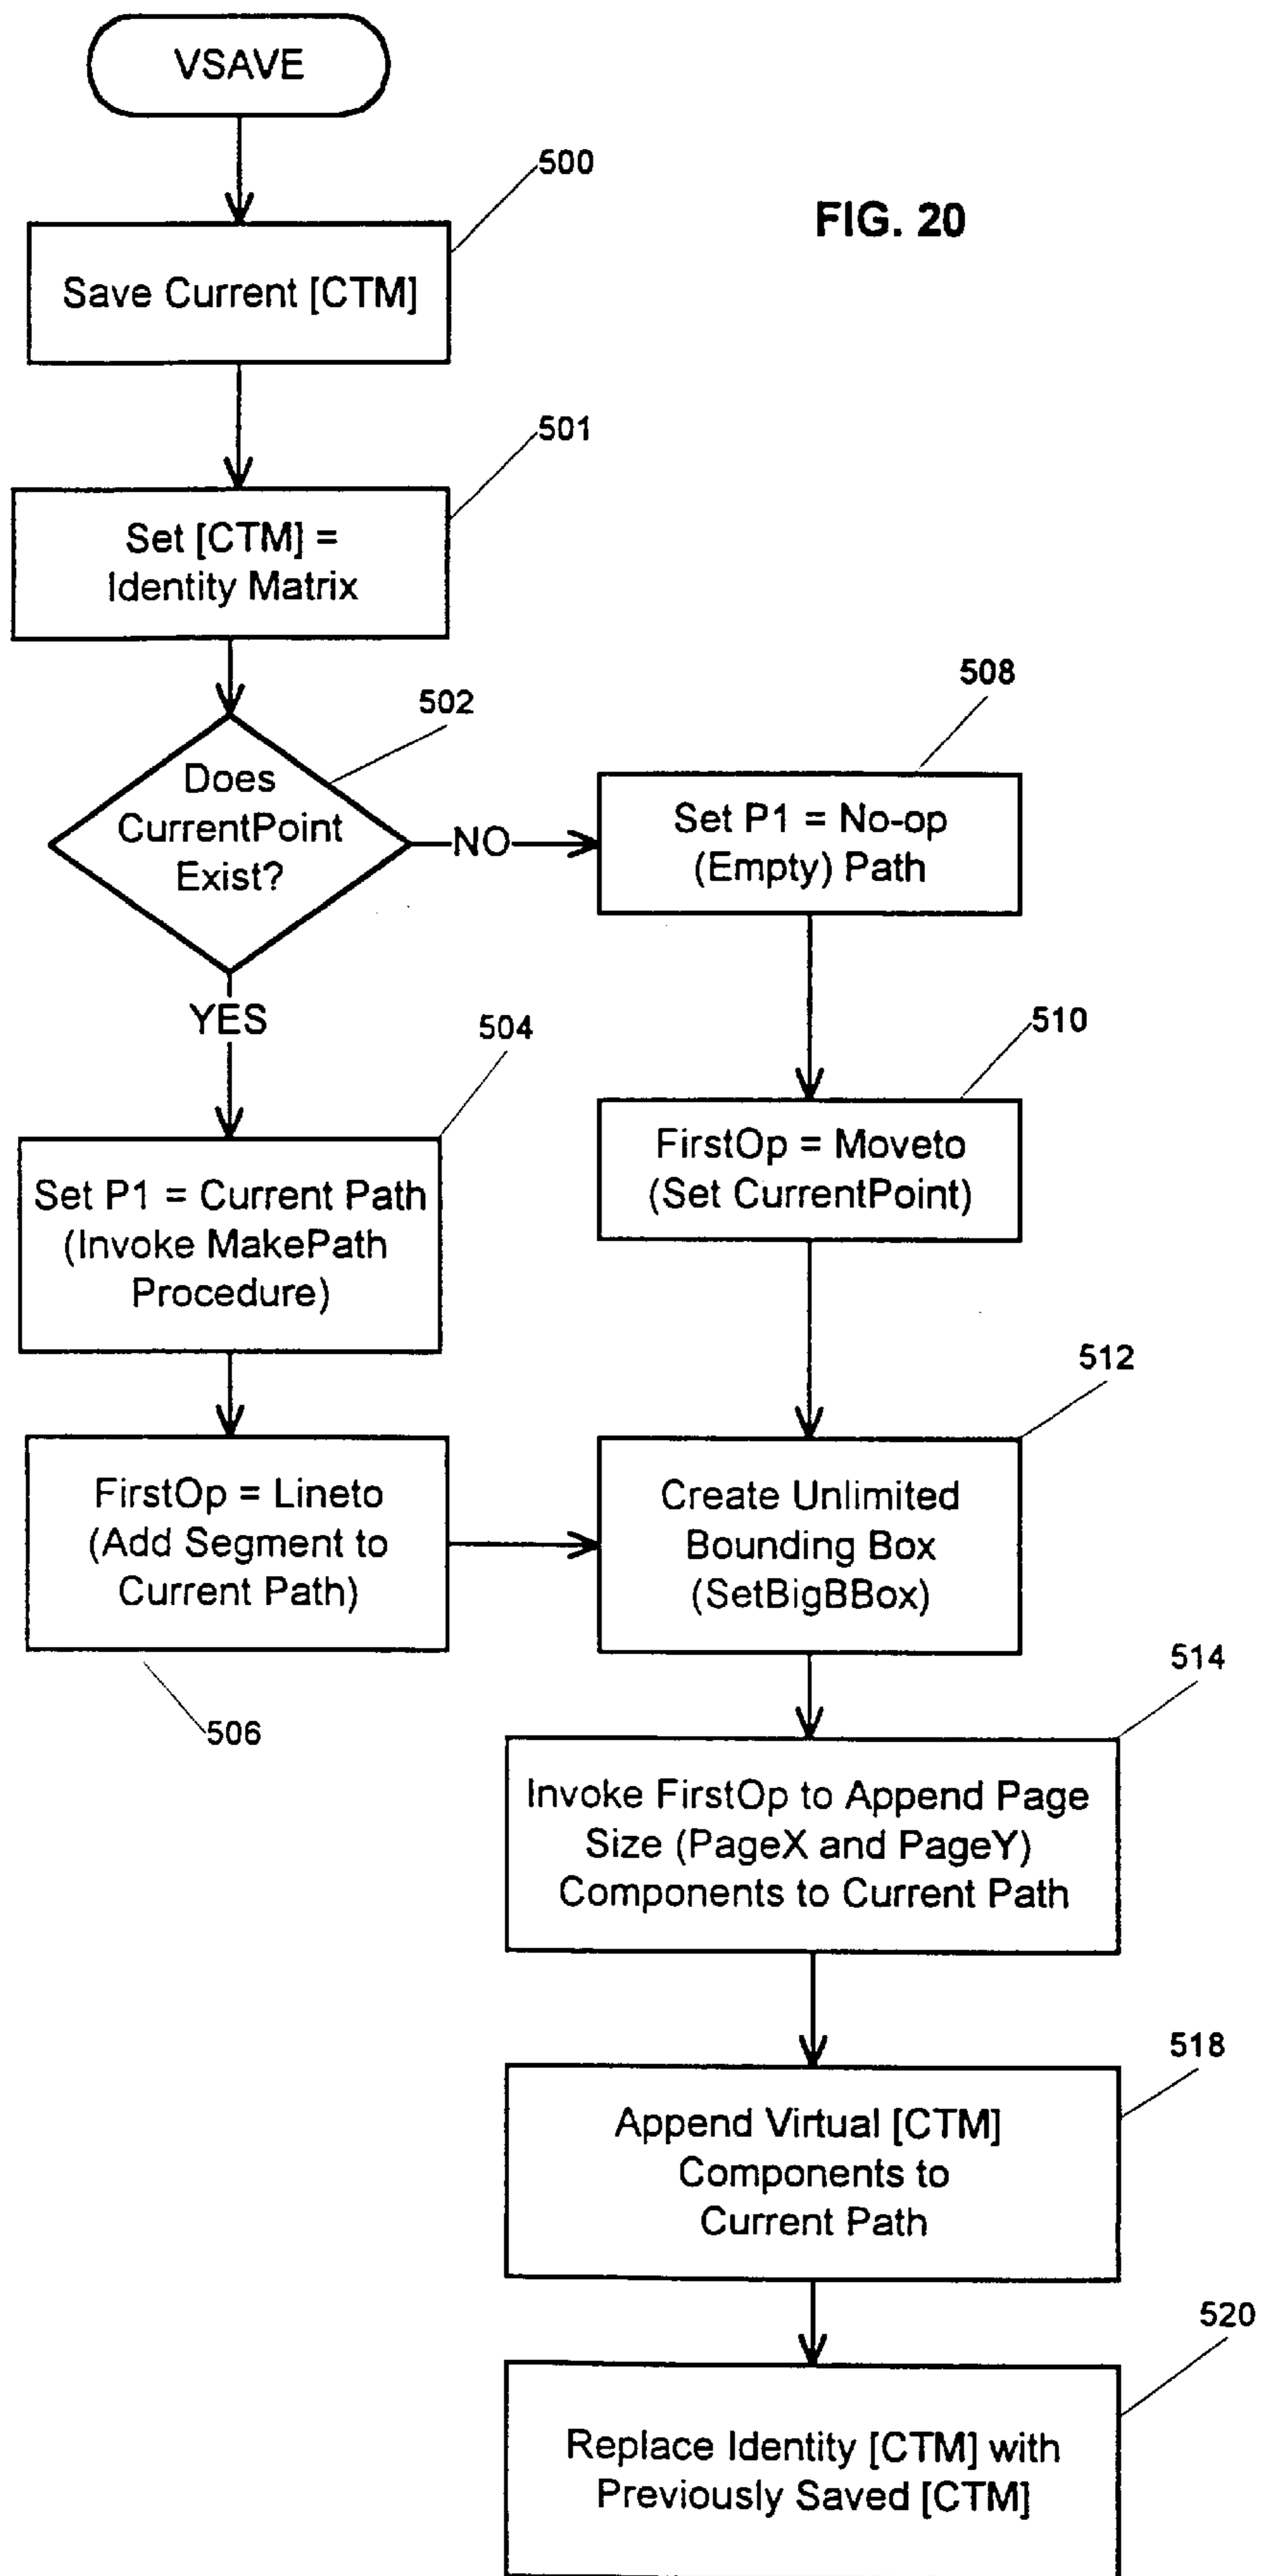 VSAVE
500
FIG. 20
Save Current [CTM]
501
Set [CTM] =
Identity Matrix
502
Does
CurrentPoint
Exist?
NO
508
Set P1 = No-op
(Empty) Path
YES
504
Set P1 = Current Path
(Invoke MakePath
Procedure)
510
FirstOp = Moveto
(Set CurrentPoint)
FirstOp = Lineto
(Add Segment to
Current Path)
506
512
Create Unlimited
Bounding Box
(SetBigBBox)
514
Invoke FirstOp to Append Page
Size (PageX and PageY)
Components to Current Path
518
Append Virtual [CTM]
Components to
Current Path
520
Replace Identity [CTM] with
Previously Saved [CTM]